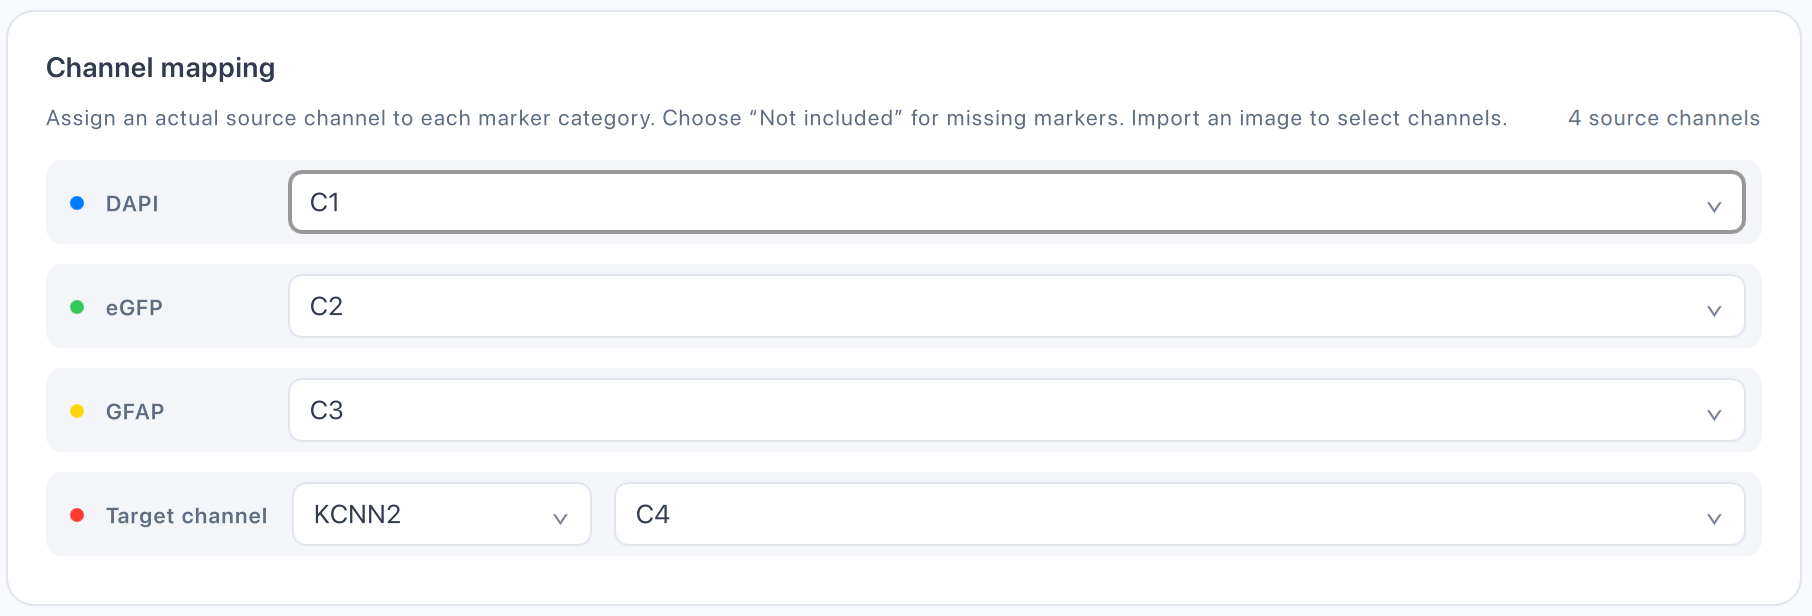 Channel mapping
Assign an actual source channel to each marker category. Choose “Not included” for missing markers. Import an image to select channels. 4 source channels
DAPI C1
eGFP C2
GFAP C3
Target channel KCNN2 C4